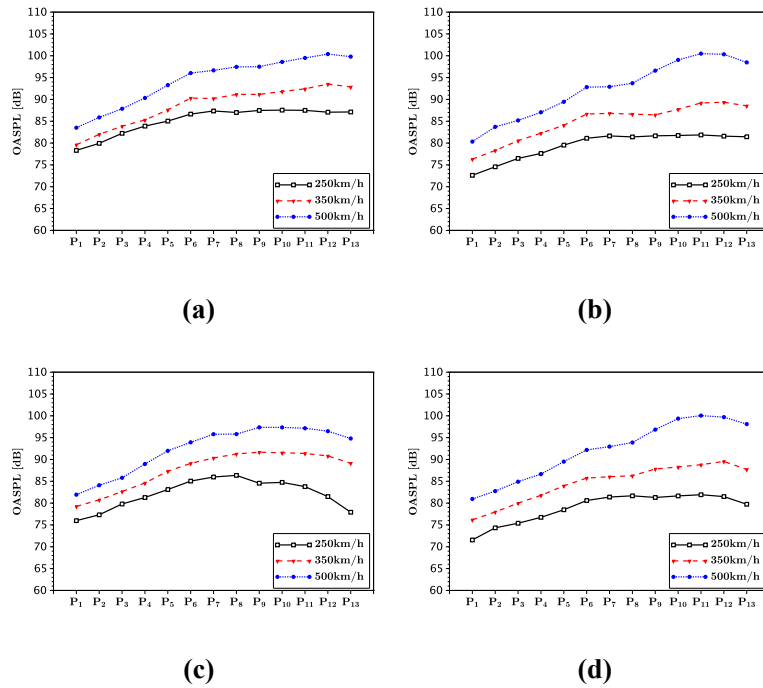 110
105
100
95
90
85
80
75
70
65
60
OASPL [dB]
P₁ P₂ P₃ P₄ P₅ P₆ P₇ P₈ P₉ P₁₀ P₁₁ P₁₂ P₁₃
250km/h
350km/h
500km/h
(a)
110
105
100
95
90
85
80
75
70
65
60
OASPL [dB]
P₁ P₂ P₃ P₄ P₅ P₆ P₇ P₈ P₉ P₁₀ P₁₁ P₁₂ P₁₃
250km/h
350km/h
500km/h
(b)
110
105
100
95
90
85
80
75
70
65
60
OASPL [dB]
P₁ P₂ P₃ P₄ P₅ P₆ P₇ P₈ P₉ P₁₀ P₁₁ P₁₂ P₁₃
250km/h
350km/h
500km/h
(c)
110
105
100
95
90
85
80
75
70
65
60
OASPL [dB]
P₁ P₂ P₃ P₄ P₅ P₆ P₇ P₈ P₉ P₁₀ P₁₁ P₁₂ P₁₃
250km/h
350km/h
500km/h
(d)